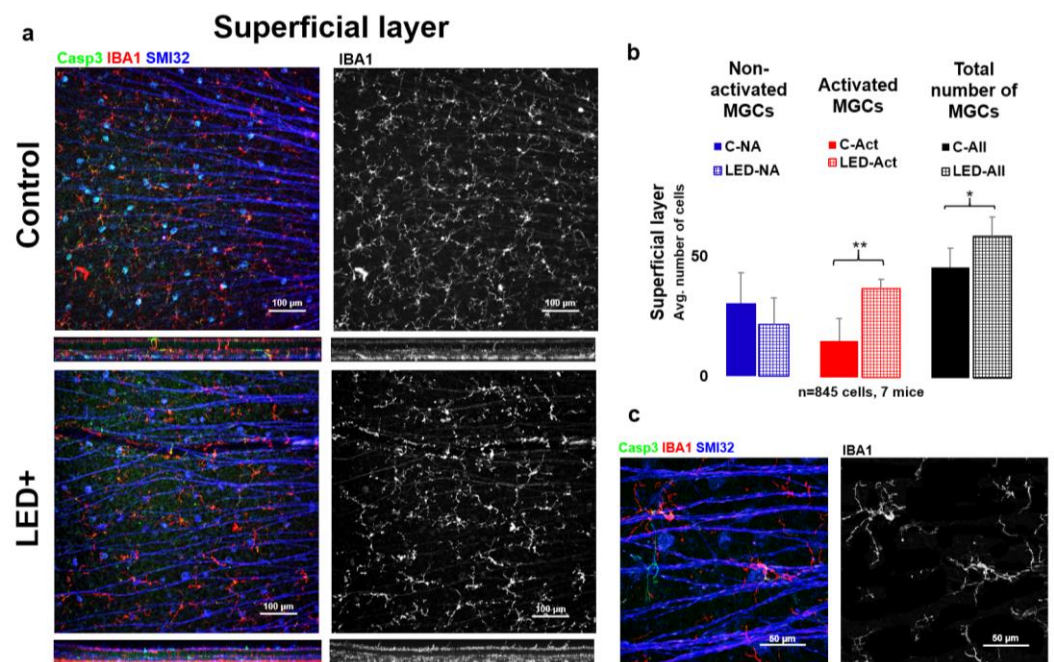 a
Superficial layer
Casp3 IBA1 SMI32
IBA1
Control
100 µm
100 µm
LED+
100 µm
100 µm
b
Non-
activated
MGCs
Activated
MGCs
Total
number of
MGCs
C-NA
LED-NA
C-Act
LED-Act
C-All
LED-All
Superficial layer
Avg. number of cells
50
0
**
*
n=845 cells, 7 mice
c
Casp3 IBA1 SMI32
IBA1
50 µm
50 µm